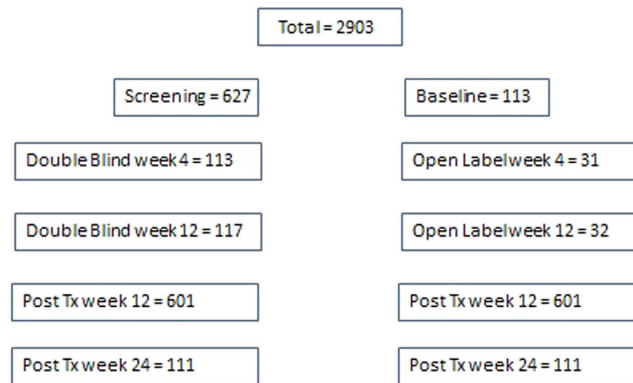 Total = 2903
Screening = 627
Baseline = 113
Double Blind week 4 = 113
Open Label week 4 = 31
Double Blind week 12 = 117
Open Label week 12 = 32
Post Tx week 12 = 601
Post Tx week 12 = 601
Post Tx week 24 = 111
Post Tx week 24 = 111